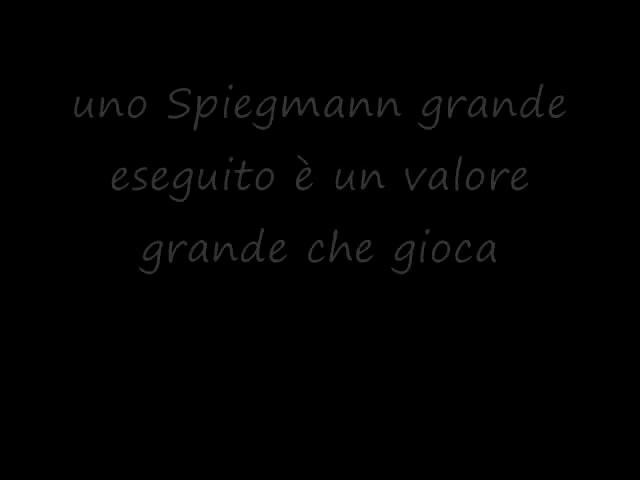 uno Spiegmann grande
eseguito è un valore
grande che gioca